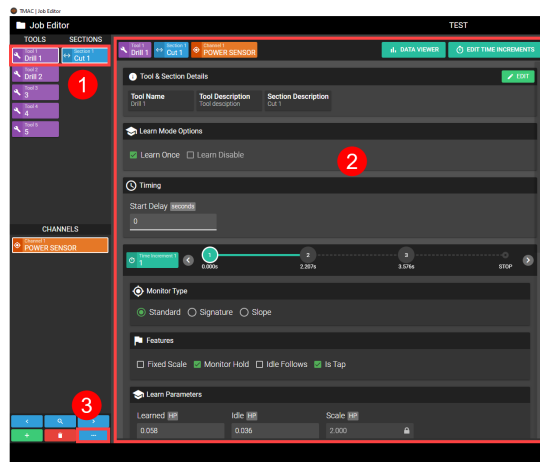 TMAC | Job Editor
Job Editor
TEST
TOOLS SECTIONS
Tool 1
Drill 1
Section 1
Cut 1
Tool 2
Drill 2
Tool 3
3
Tool 4
4
Tool 5
5
1
CHANNELS
Channel 1
POWER SENSOR
3
Tool 1
Drill 1
Section 1
Cut 1
Channel 1
POWER SENSOR
DATA VIEWER
EDIT TIME INCREMENTS
Tool & Section Details
EDIT
Tool Name Tool Description Section Description
Drill 1 Tool description Cut 1
Learn Mode Options
Learn Once Learn Disable
2
Timing
Start Delay seconds
0
Time Increment 1
1
1 2 3
0.000s 2.207s 3.576s STOP
Monitor Type
Standard Signature Slope
Features
Fixed Scale Monitor Hold Idle Follows Is Tap
Learn Parameters
Learned HP Idle HP Scale HP
0.058 0.036 2.000